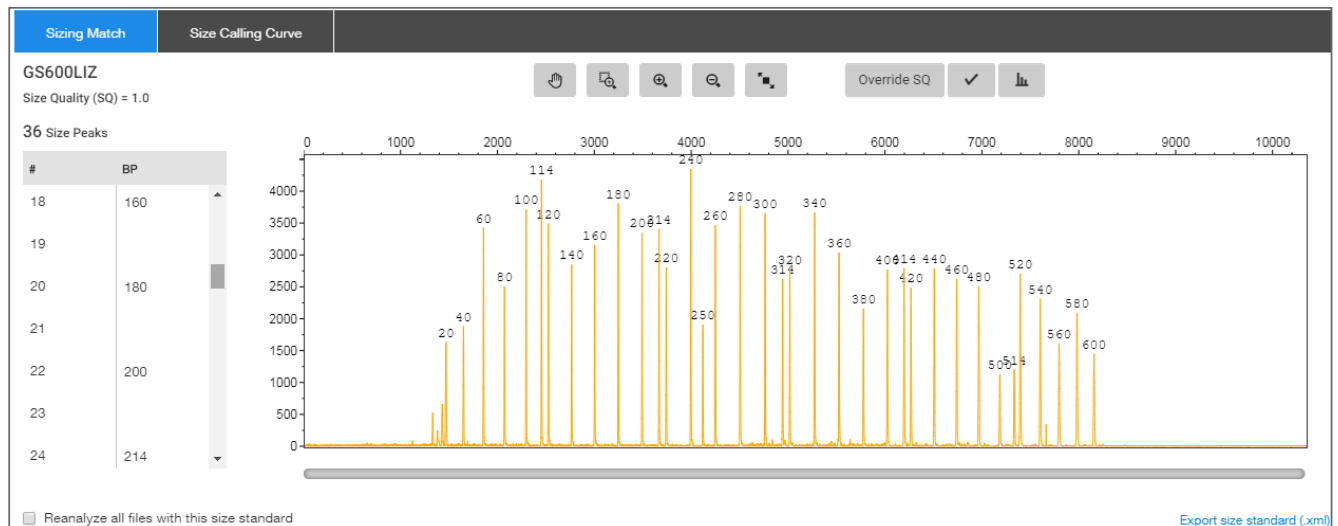 Sizing Match Size Calling Curve
GS600LIZ
Size Quality (SQ) = 1.0
Override SQ
36 Size Peaks
# BP
18 160
19
20 180
21
22 200
23
24 214
0 1000 2000 3000 4000 5000 6000 7000 8000 9000 10000
4000
3500
3000
2500
2000
1500
1000
500
0
20 40 60 80 100 114 120 140 160 180 200 214 220 240 250 260 280 300 314 320 340 360 380 400 414 420 440 460 480 500 514 520 540 560 580 600
Reanalyze all files with this size standard
Export size standard (.xml)